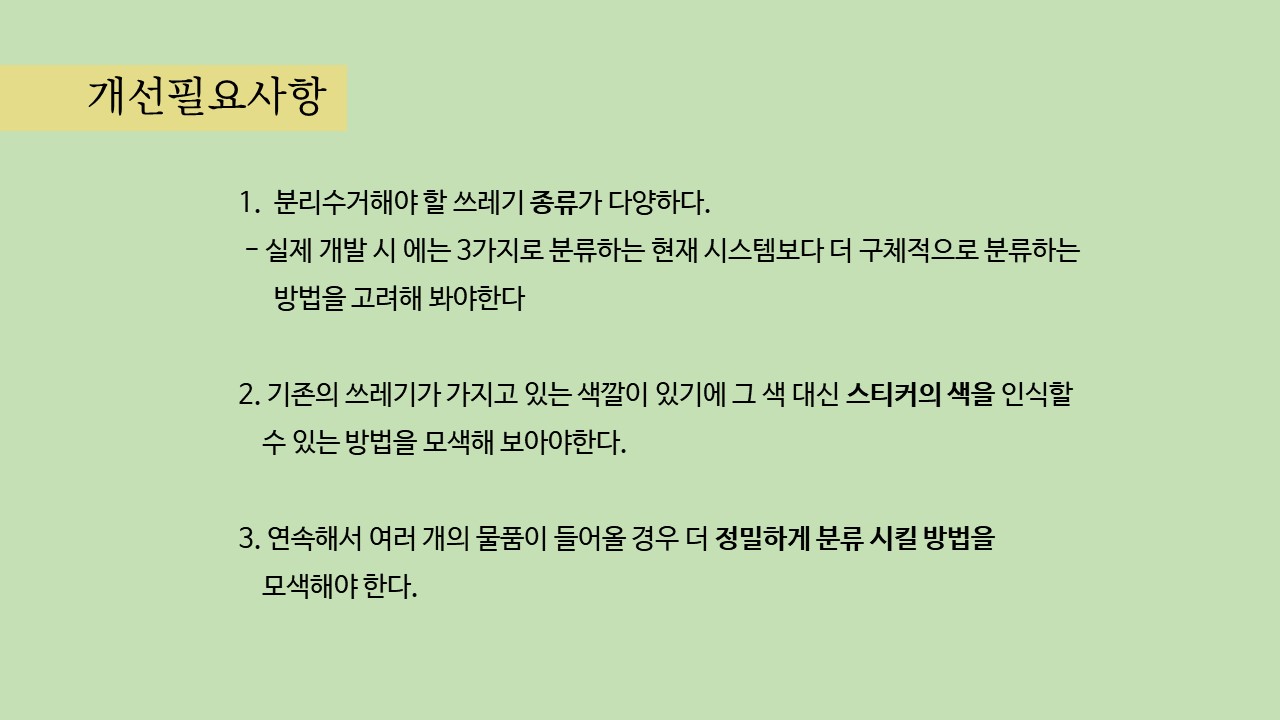 개선필요사항
1. 분리수거해야 할 쓰레기 종류가 다양하다.
- 실제 개발 시 에는 3가지로 분류하는 현재 시스템보다 더 구체적으로 분류하는
방법을 고려해 봐야한다
2. 기존의 쓰레기가 가지고 있는 색깔이 있기에 그 색 대신 스티커의 색을 인식할
수 있는 방법을 모색해 보아야한다.
3. 연속해서 여러 개의 물품이 들어올 경우 더 정밀하게 분류 시킬 방법을
모색해야 한다.